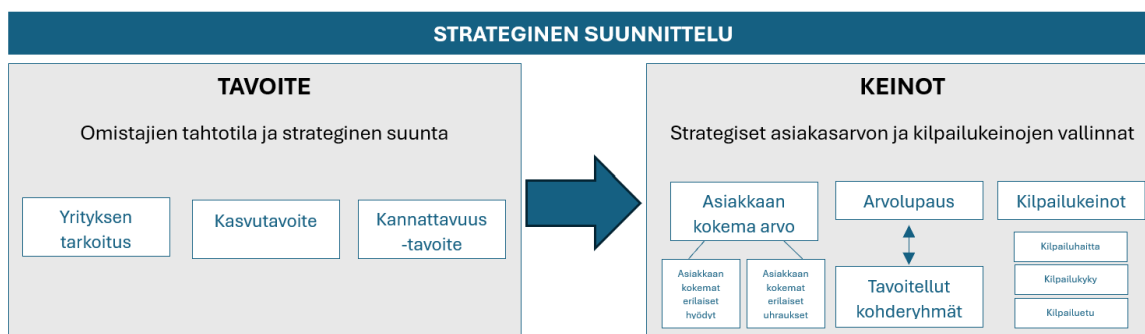 STRATEGINEN SUUNNITTELU
TAVOITE
Omistajien tahtotila ja strateginen suunta
Yrityksen
tarkoitus
Kasvutavoite
Kannattavuus
-tavoite
KEINOT
Strategiset asiakasarvon ja kilpailukeinojen vallinnat
Asiakkaan
kokema arvo
Asiakkaan
kokemat
erilaiset
hyödyt
Asiakkaan
kokemat
erilaiset
uhraukset
Arvolupaus
Tavoitellut
kohderyhmät
Kilpailukeinot
Kilpailuhaitta
Kilpailukyky
Kilpailuetu